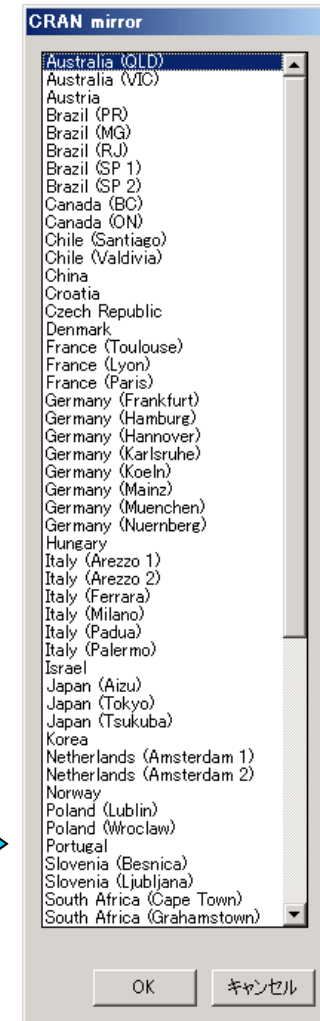 CRAN mirror
Australia (QLD)
Australia (VIC)
Austria
Brazil (PR)
Brazil (MG)
Brazil (RJ)
Brazil (SP 1)
Brazil (SP 2)
Canada (BC)
Canada (ON)
Chile (Santiago)
Chile (Valdivia)
China
Croatia
Czech Republic
Denmark
France (Toulouse)
France (Lyon)
France (Paris)
Germany (Frankfurt)
Germany (Hamburg)
Germany (Hannover)
Germany (Karlsruhe)
Germany (Koeln)
Germany (Mainz)
Germany (Muenchen)
Germany (Nuernberg)
Hungary
Italy (Arezzo 1)
Italy (Arezzo 2)
Italy (Ferrara)
Italy (Milano)
Italy (Padua)
Italy (Palermo)
Israel
Japan (Aizu)
Japan (Tokyo)
Japan (Tsukuba)
Korea
Netherlands (Amsterdam 1)
Netherlands (Amsterdam 2)
Norway
Poland (Lublin)
Poland (Wroclaw)
Portugal
Slovenia (Besnica)
Slovenia (Ljubljana)
South Africa (Cape Town)
South Africa (Grahamstown)
OK キャンセル